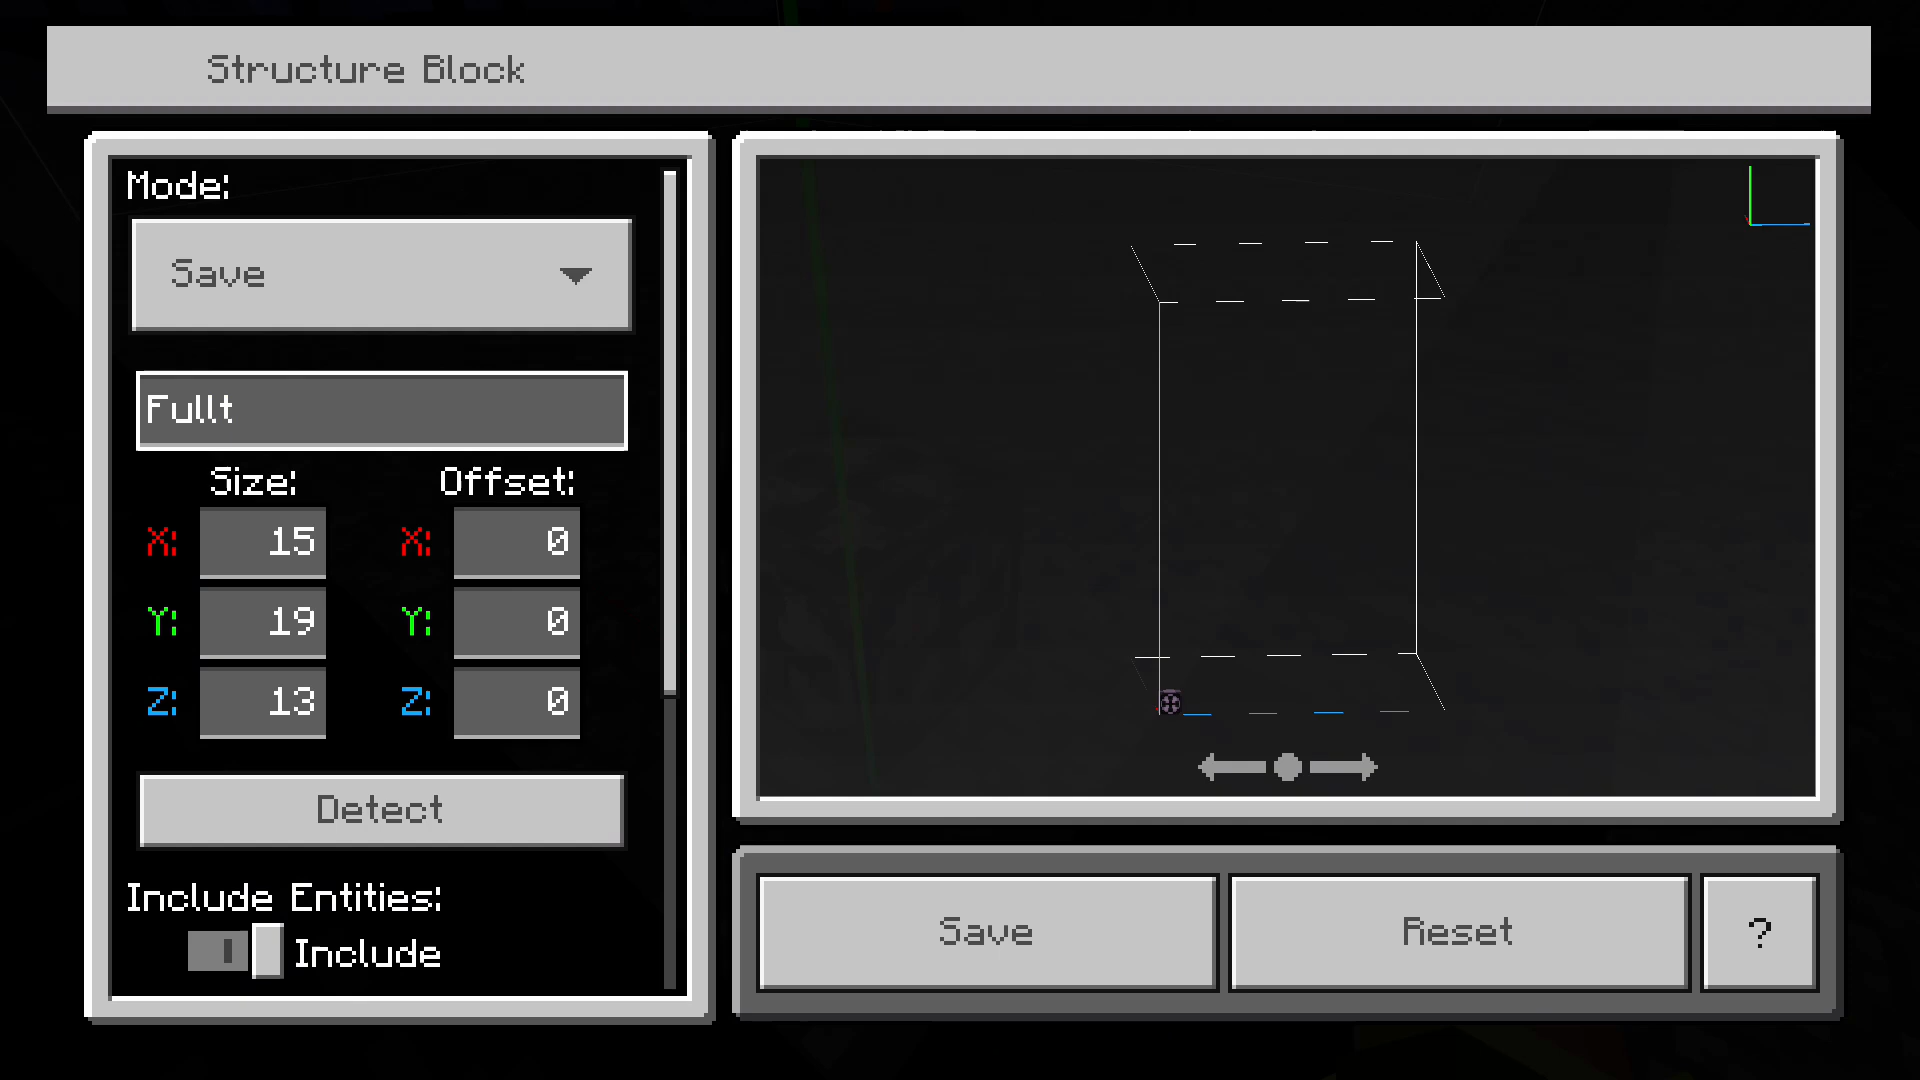 Structure Block
Mode:
Save
Fullt
Size: Offset:
X: 15 X: 0
Y: 19 Y: 0
Z: 13 Z: 0
Detect
Include Entities:
Include
Save Reset ?